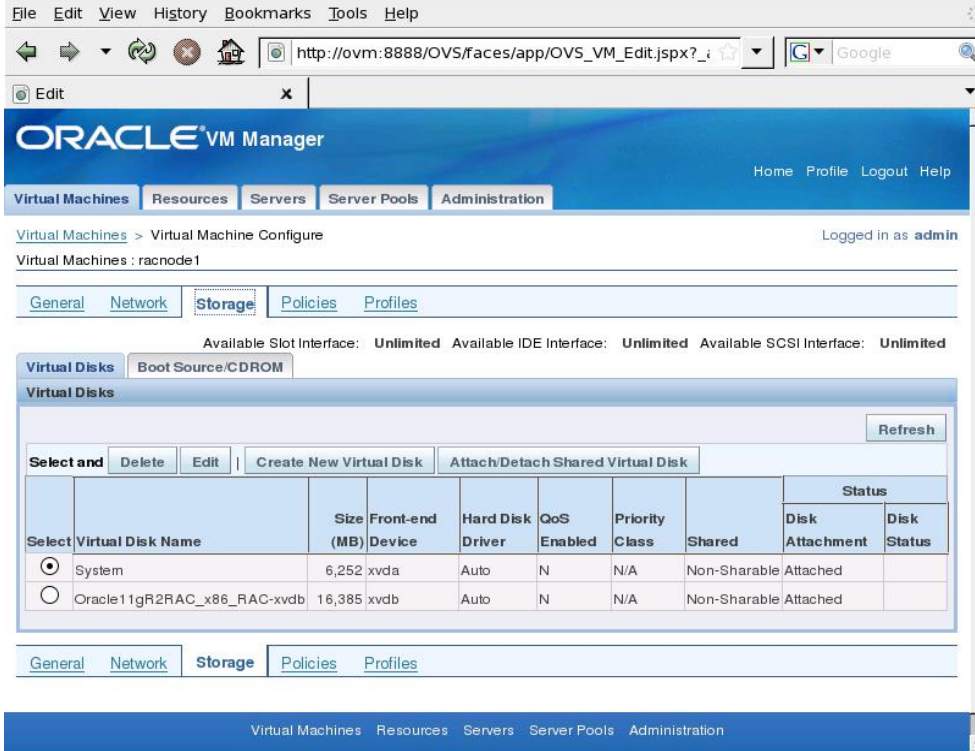 File Edit View History Bookmarks Tools Help
http://ovm:8888/OVS/faces/app/OVS_VM_Edit.jspx?_a G Google
Edit x
ORACLE VM Manager
Home Profile Logout Help
Virtual Machines Resources Servers Server Pools Administration
Virtual Machines > Virtual Machine Configure Logged in as admin
Virtual Machines : racnode1
General Network Storage Policies Profiles
Available Slot Interface: Unlimited Available IDE Interface: Unlimited Available SCSI Interface: Unlimited
Virtual Disks Boot Source/CDROM
Virtual Disks
Refresh
Select and Delete Edit | Create New Virtual Disk Attach/Detach Shared Virtual Disk
Status
Size Front-end Hard Disk QoS Priority Disk Disk
Select Virtual Disk Name (MB) Device Driver Enabled Class Shared Attachment Status
System 6,252 xvda Auto N N/A Non-Sharable Attached
Oracle11gR2RAC_x86_RAC-xvdb 16,385 xvdb Auto N N/A Non-Sharable Attached
General Network Storage Policies Profiles
Virtual Machines Resources Servers Server Pools Administration